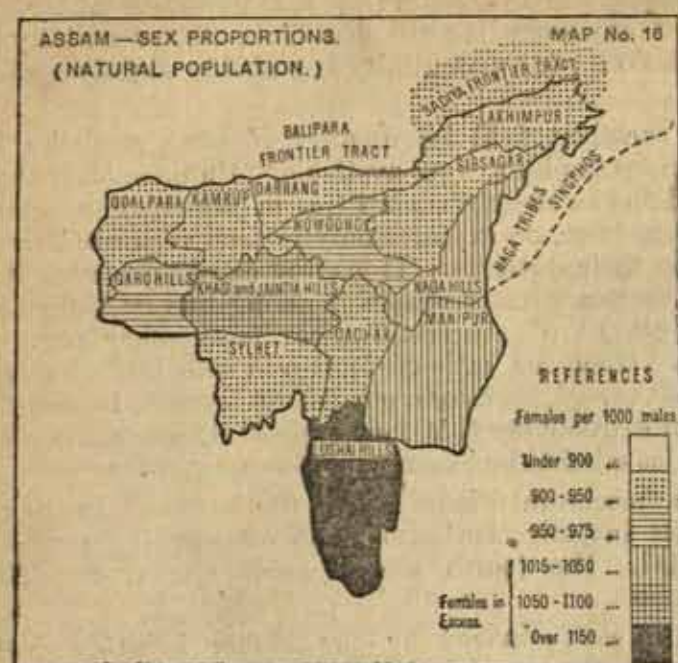 ASSAM—SEX PROPORTIONS.
MAP No. 16
(NATURAL POPULATION.)
SADIYA FRONTIER TRACT
LAKHIMPUR
BALIPARA
FRONTIER TRACT
SIBSAGAR
DARRANG
GOALPARA
KAMRUP
NOWGONG
NAGA TRIBES
SINGPHOS
GARO HILLS
KHASI and JAINTIA HILLS
NAGA HILLS
MANIPUR
SYLHET
CACHAR
LUSHAI HILLS
REFERENCES
Females per 1000 males
Under 900 „
900-950 „
950-975 „
1015-1050 „
Females in Excess. 1050-1100 „
Over 1150 „